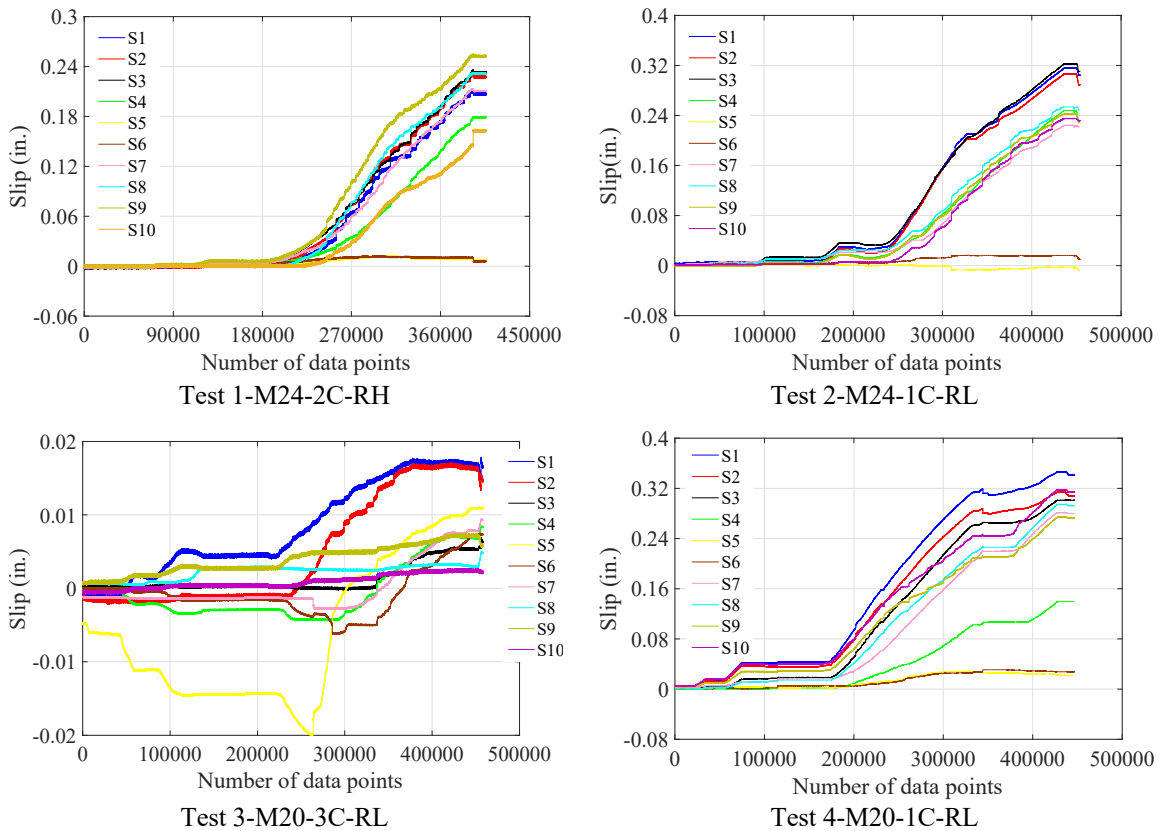 0.3
0.24
0.18
0.12
0.06
0
-0.06
Slip (in.)
S1
S2
S3
S4
S5
S6
S7
S8
S9
S10
0
90000
180000
270000
360000
450000
Number of data points
Test 1-M24-2C-RH
0.4
0.32
0.24
0.16
0.08
0
-0.08
Slip(in.)
S1
S2
S3
S4
S5
S6
S7
S8
S9
S10
0
100000
200000
300000
400000
500000
Number of data points
Test 2-M24-1C-RL
0.02
0.01
0
-0.01
-0.02
Slip (in.)
S1
S2
S3
S4
S5
S6
S7
S8
S9
S10
0
100000
200000
300000
400000
500000
Number of data points
Test 3-M20-3C-RL
0.4
0.32
0.24
0.16
0.08
0
-0.08
Slip (in.)
S1
S2
S3
S4
S5
S6
S7
S8
S9
S10
0
100000
200000
300000
400000
500000
Number of data points
Test 4-M20-1C-RL